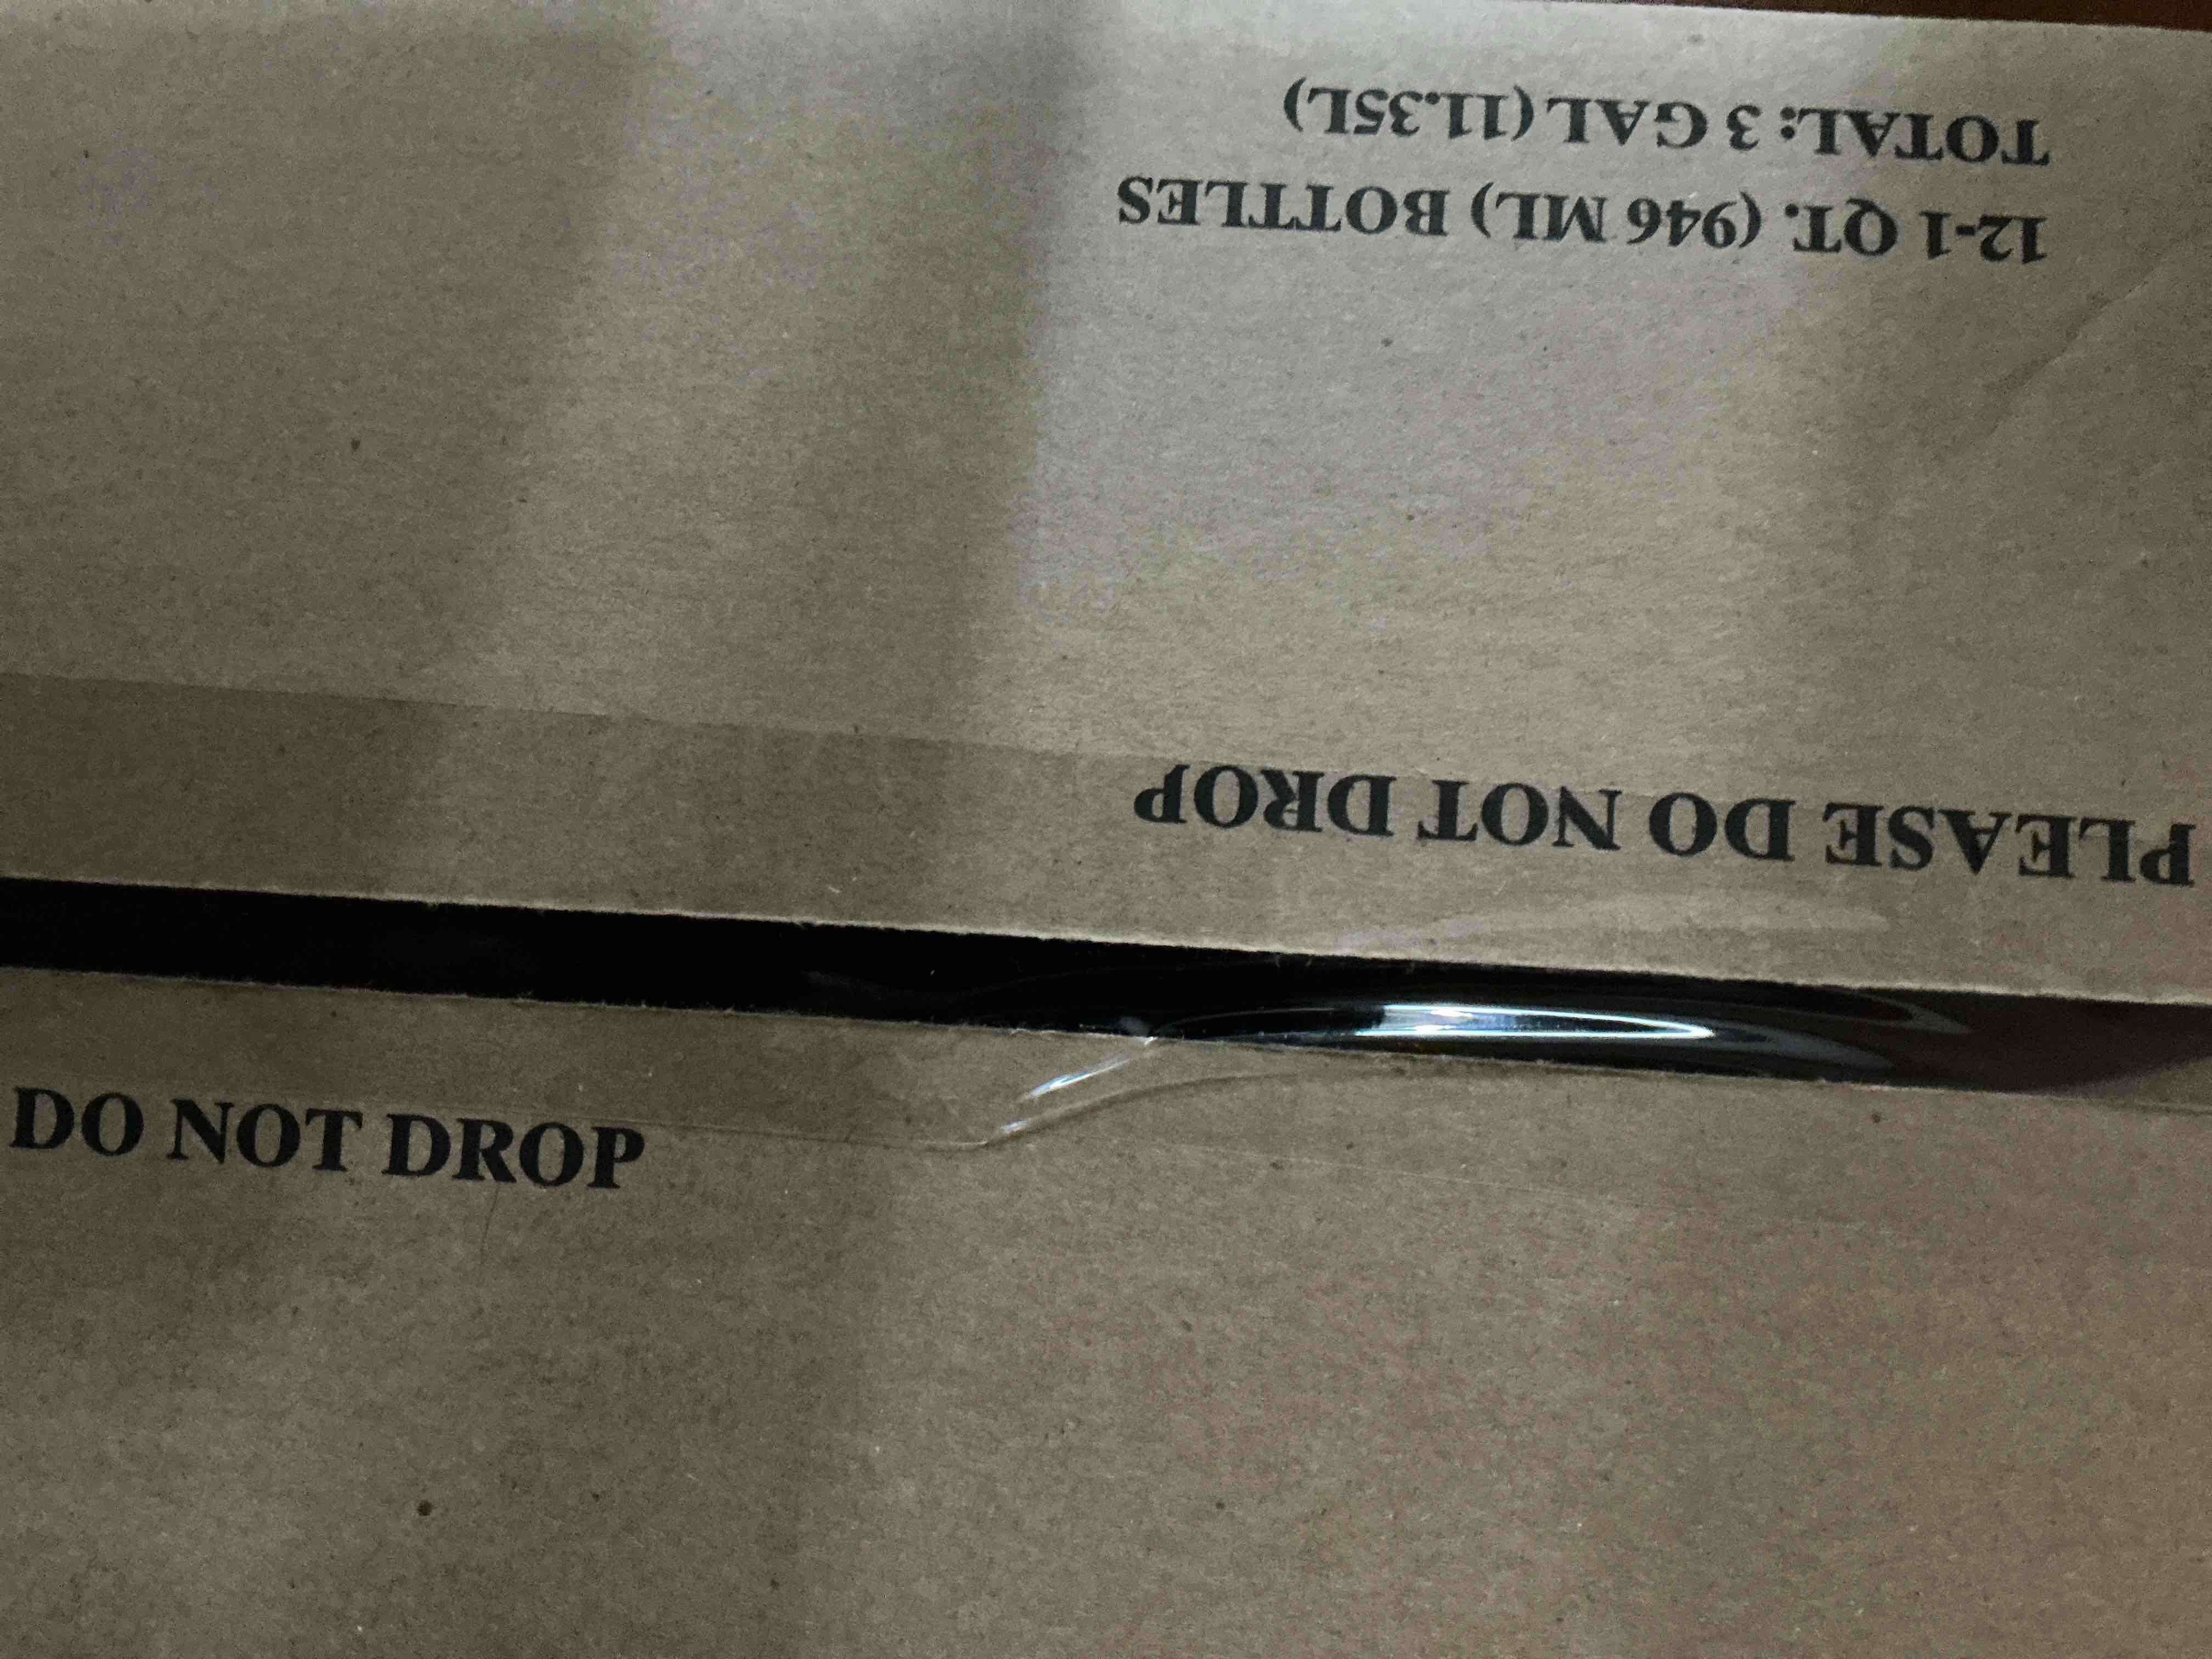 12-1 QT. (946 ML) BOTTLES
TOTAL: 3 GAL (11.35L)
PLEASE DO NOT DROP
DO NOT DROP